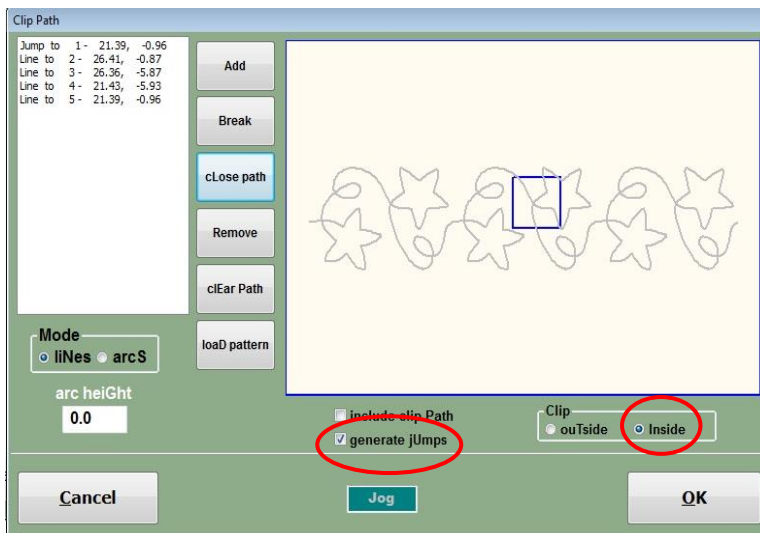 Clip Path
Jump to 1 - 21.39, -0.96
Line to 2 - 26.41, -0.87
Line to 3 - 26.36, -5.87
Line to 4 - 21.43, -5.93
Line to 5 - 21.39, -0.96
Add
Break
cLose path
Remove
clEar Path
loaD pattern
Mode
liNes arcS
arc heiGht
0.0
include clip Path
generate jUmps
Clip
ouTside Inside
Cancel
Jog
OK